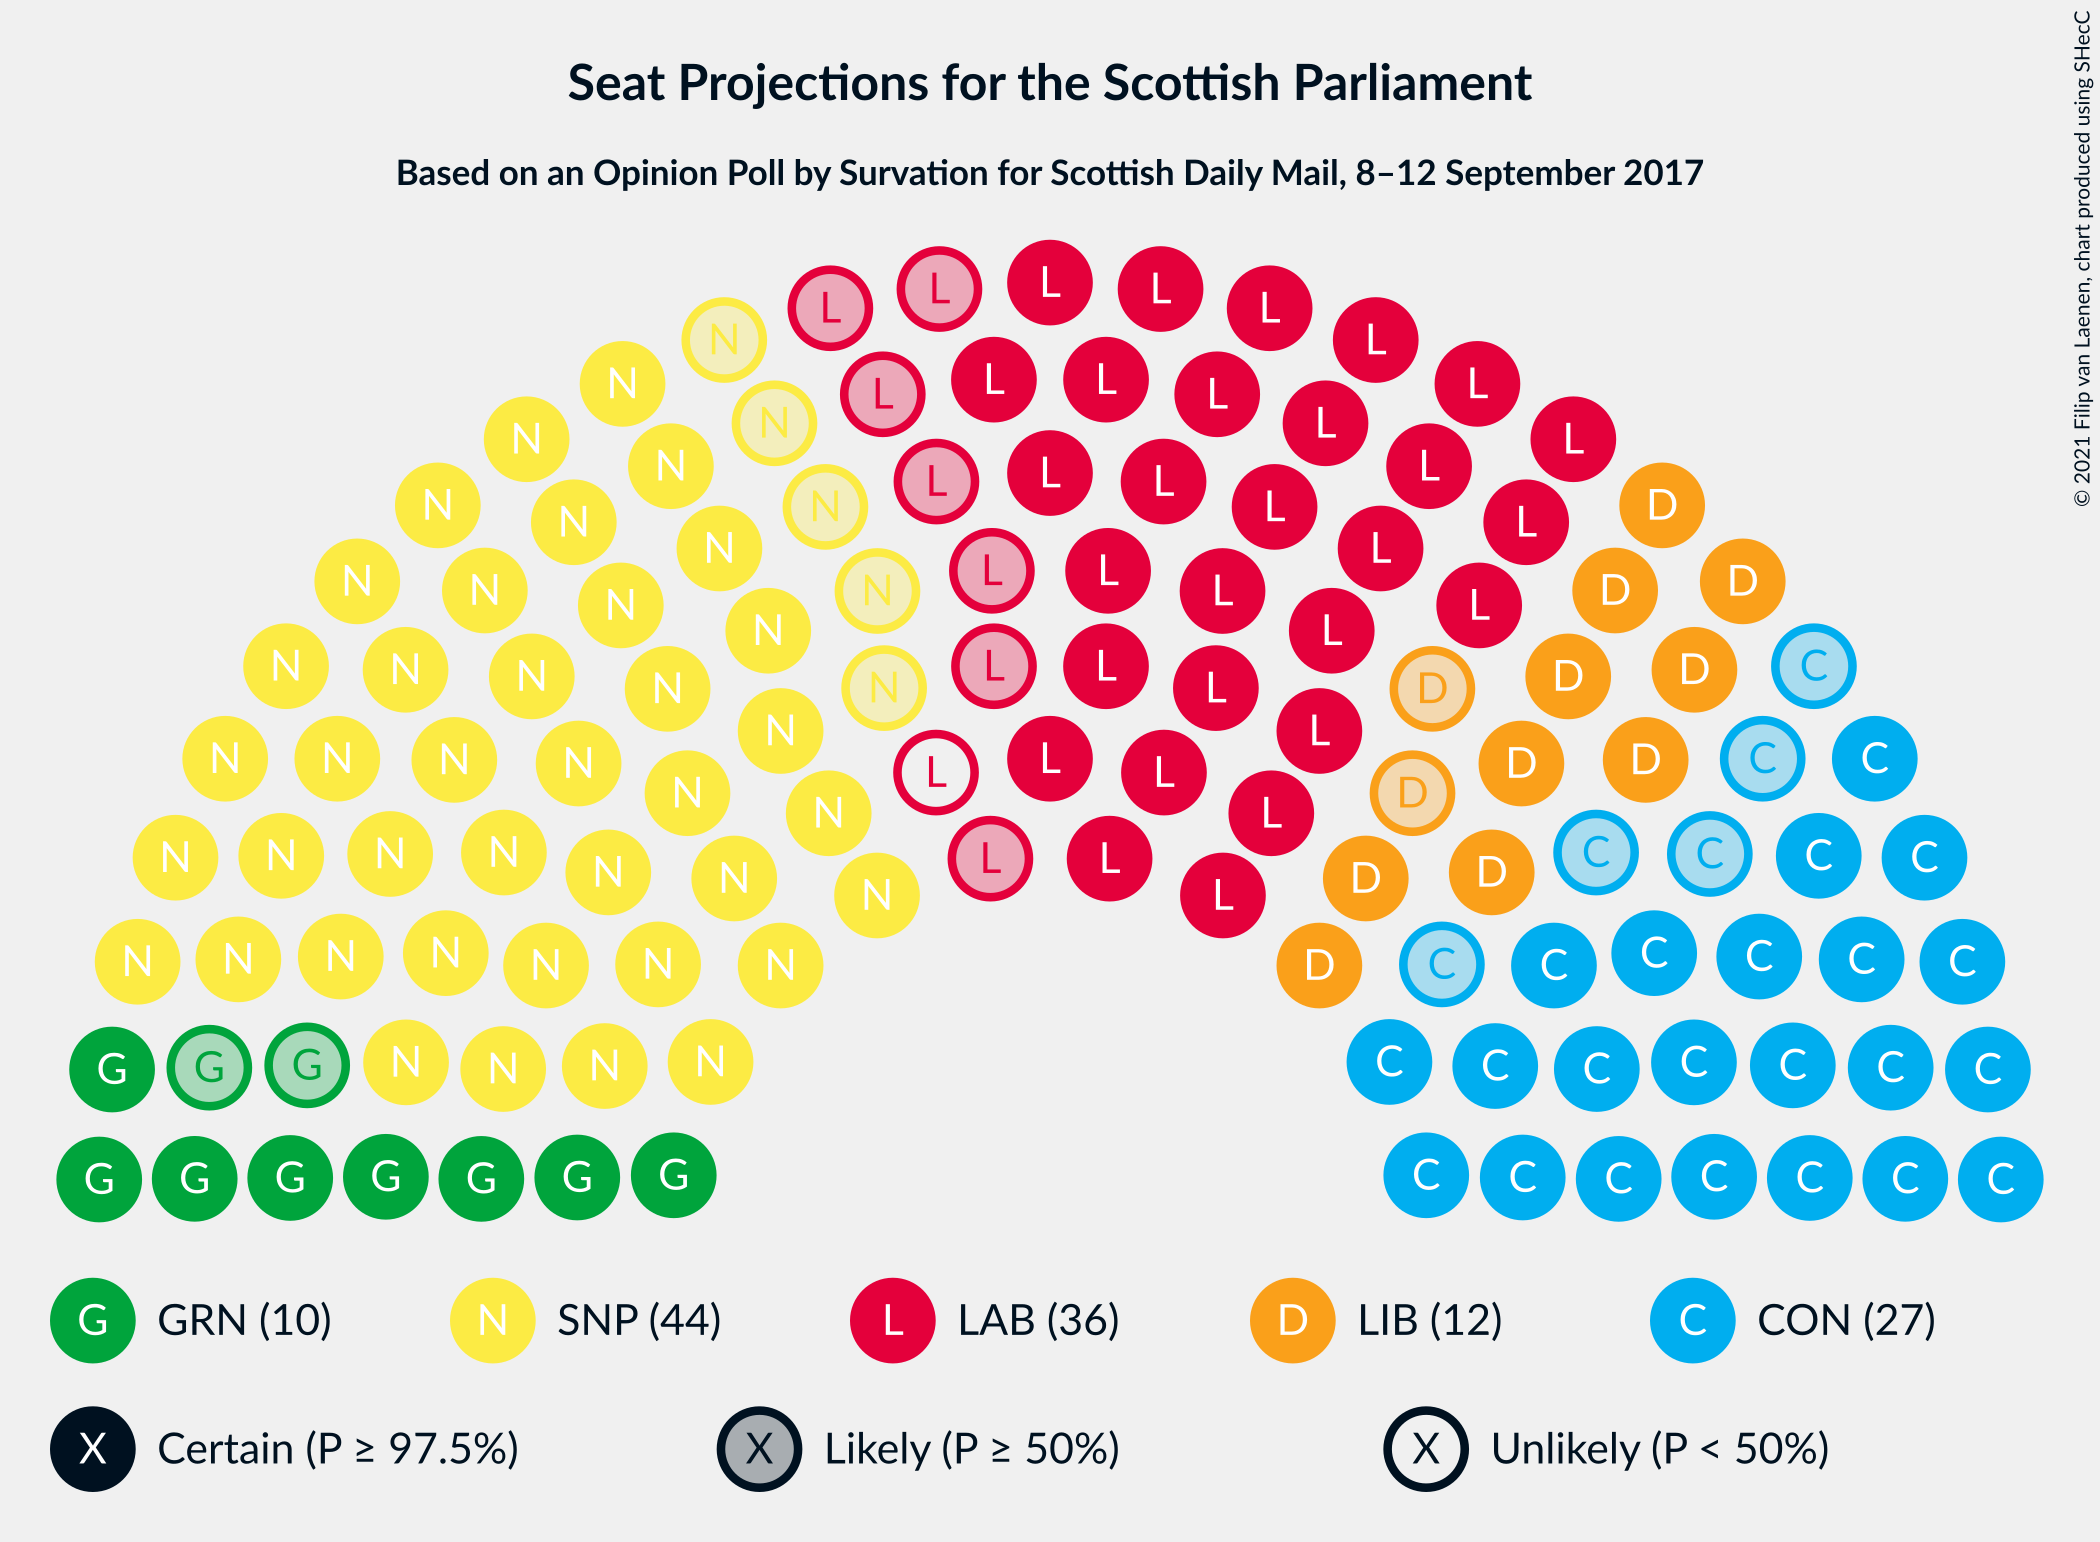 Seat Projections for the Scottish Parliament
Based on an Opinion Poll by Survation for Scottish Daily Mail, 8–12 September 2017
© 2021 Filip van Laenen, chart produced using SHecC
L L L L L L
N L
N L L L L
N N L L
N L L L L
N N L L
N N L L D
N N L L
N L L L L D
N N N L D
N L L L L D
N N N D D D C
N N L D
N N N L L L D D C C
N N L D
N N N N L L C C C C
N N N L D D
N N N N N N D C C C C C C
G G G N N N N C C C C C C C
G G G G G G G C C C C C C C
G GRN (10) N SNP (44) L LAB (36) D LIB (12) C CON (27)
X Certain (P ≥ 97.5%) X Likely (P ≥ 50%) X Unlikely (P < 50%)